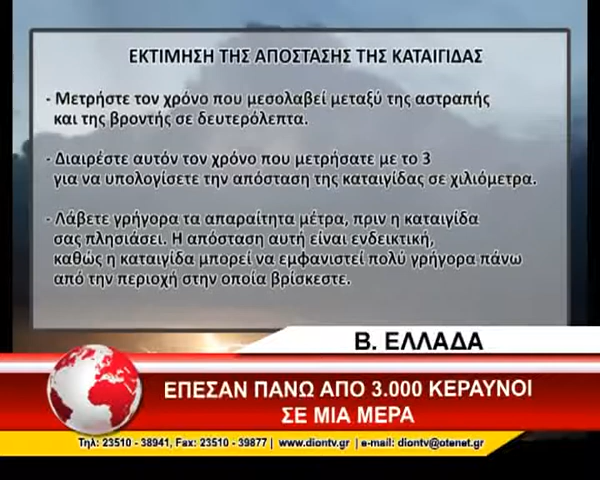 ΕΚΤΙΜΗΣΗ ΤΗΣ ΑΠΟΣΤΑΣΗΣ ΤΗΣ ΚΑΤΑΙΓΙΔΑΣ
- Μετρήστε τον χρόνο που μεσολαβεί μεταξύ της αστραπής
και της βροντής σε δευτερόλεπτα.
- Διαιρέστε αυτόν τον χρόνο που μετρήσατε με το 3
για να υπολογίσετε την απόσταση της καταιγίδας σε χιλιόμετρα.
- Λάβετε γρήγορα τα απαραίτητα μέτρα, πριν η καταιγίδα
σας πλησιάσει. Η απόσταση αυτή είναι ενδεικτική,
καθώς η καταιγίδα μπορεί να εμφανιστεί πολύ γρήγορα πάνω
από την περιοχή στην οποία βρίσκεστε.
Β. ΕΛΛΑΔΑ
ΕΠΕΣΑΝ ΠΑΝΩ ΑΠΟ 3.000 ΚΕΡΑΥΝΟΙ
ΣΕ ΜΙΑ ΜΕΡΑ
Τηλ: 23510 - 38941, Fax: 23510 - 39877 | www.diontv.gr | e-mail: diontv@otenet.gr